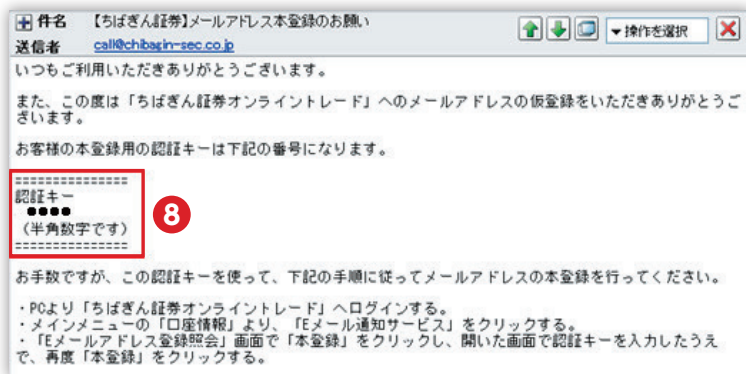 件名 【ちばぎん証券】メールアドレス本登録のお願い
▼操作を選択
送信者 call@chibagin-sec.co.jp
いつもご利用いただきありがとうございます。
また、この度は「ちばぎん証券オンライントレード」へのメールアドレスの仮登録をいただきありがとうご
ざいます。
お客様の本登録用の認証キーは下記の番号になります。
===============
認証キー
●●●●
(半角数字です)
===============
8
お手数ですが、この認証キーを使って、下記の手順に従ってメールアドレスの本登録を行ってください。
・PCより「ちばぎん証券オンライントレード」へログインする。
・メインメニューの「口座情報」より、「Eメール通知サービス」をクリックする。
・「Eメールアドレス登録照会」画面で「本登録」をクリックし、開いた画面で認証キーを入力したうえ
で、再度「本登録」をクリックする。